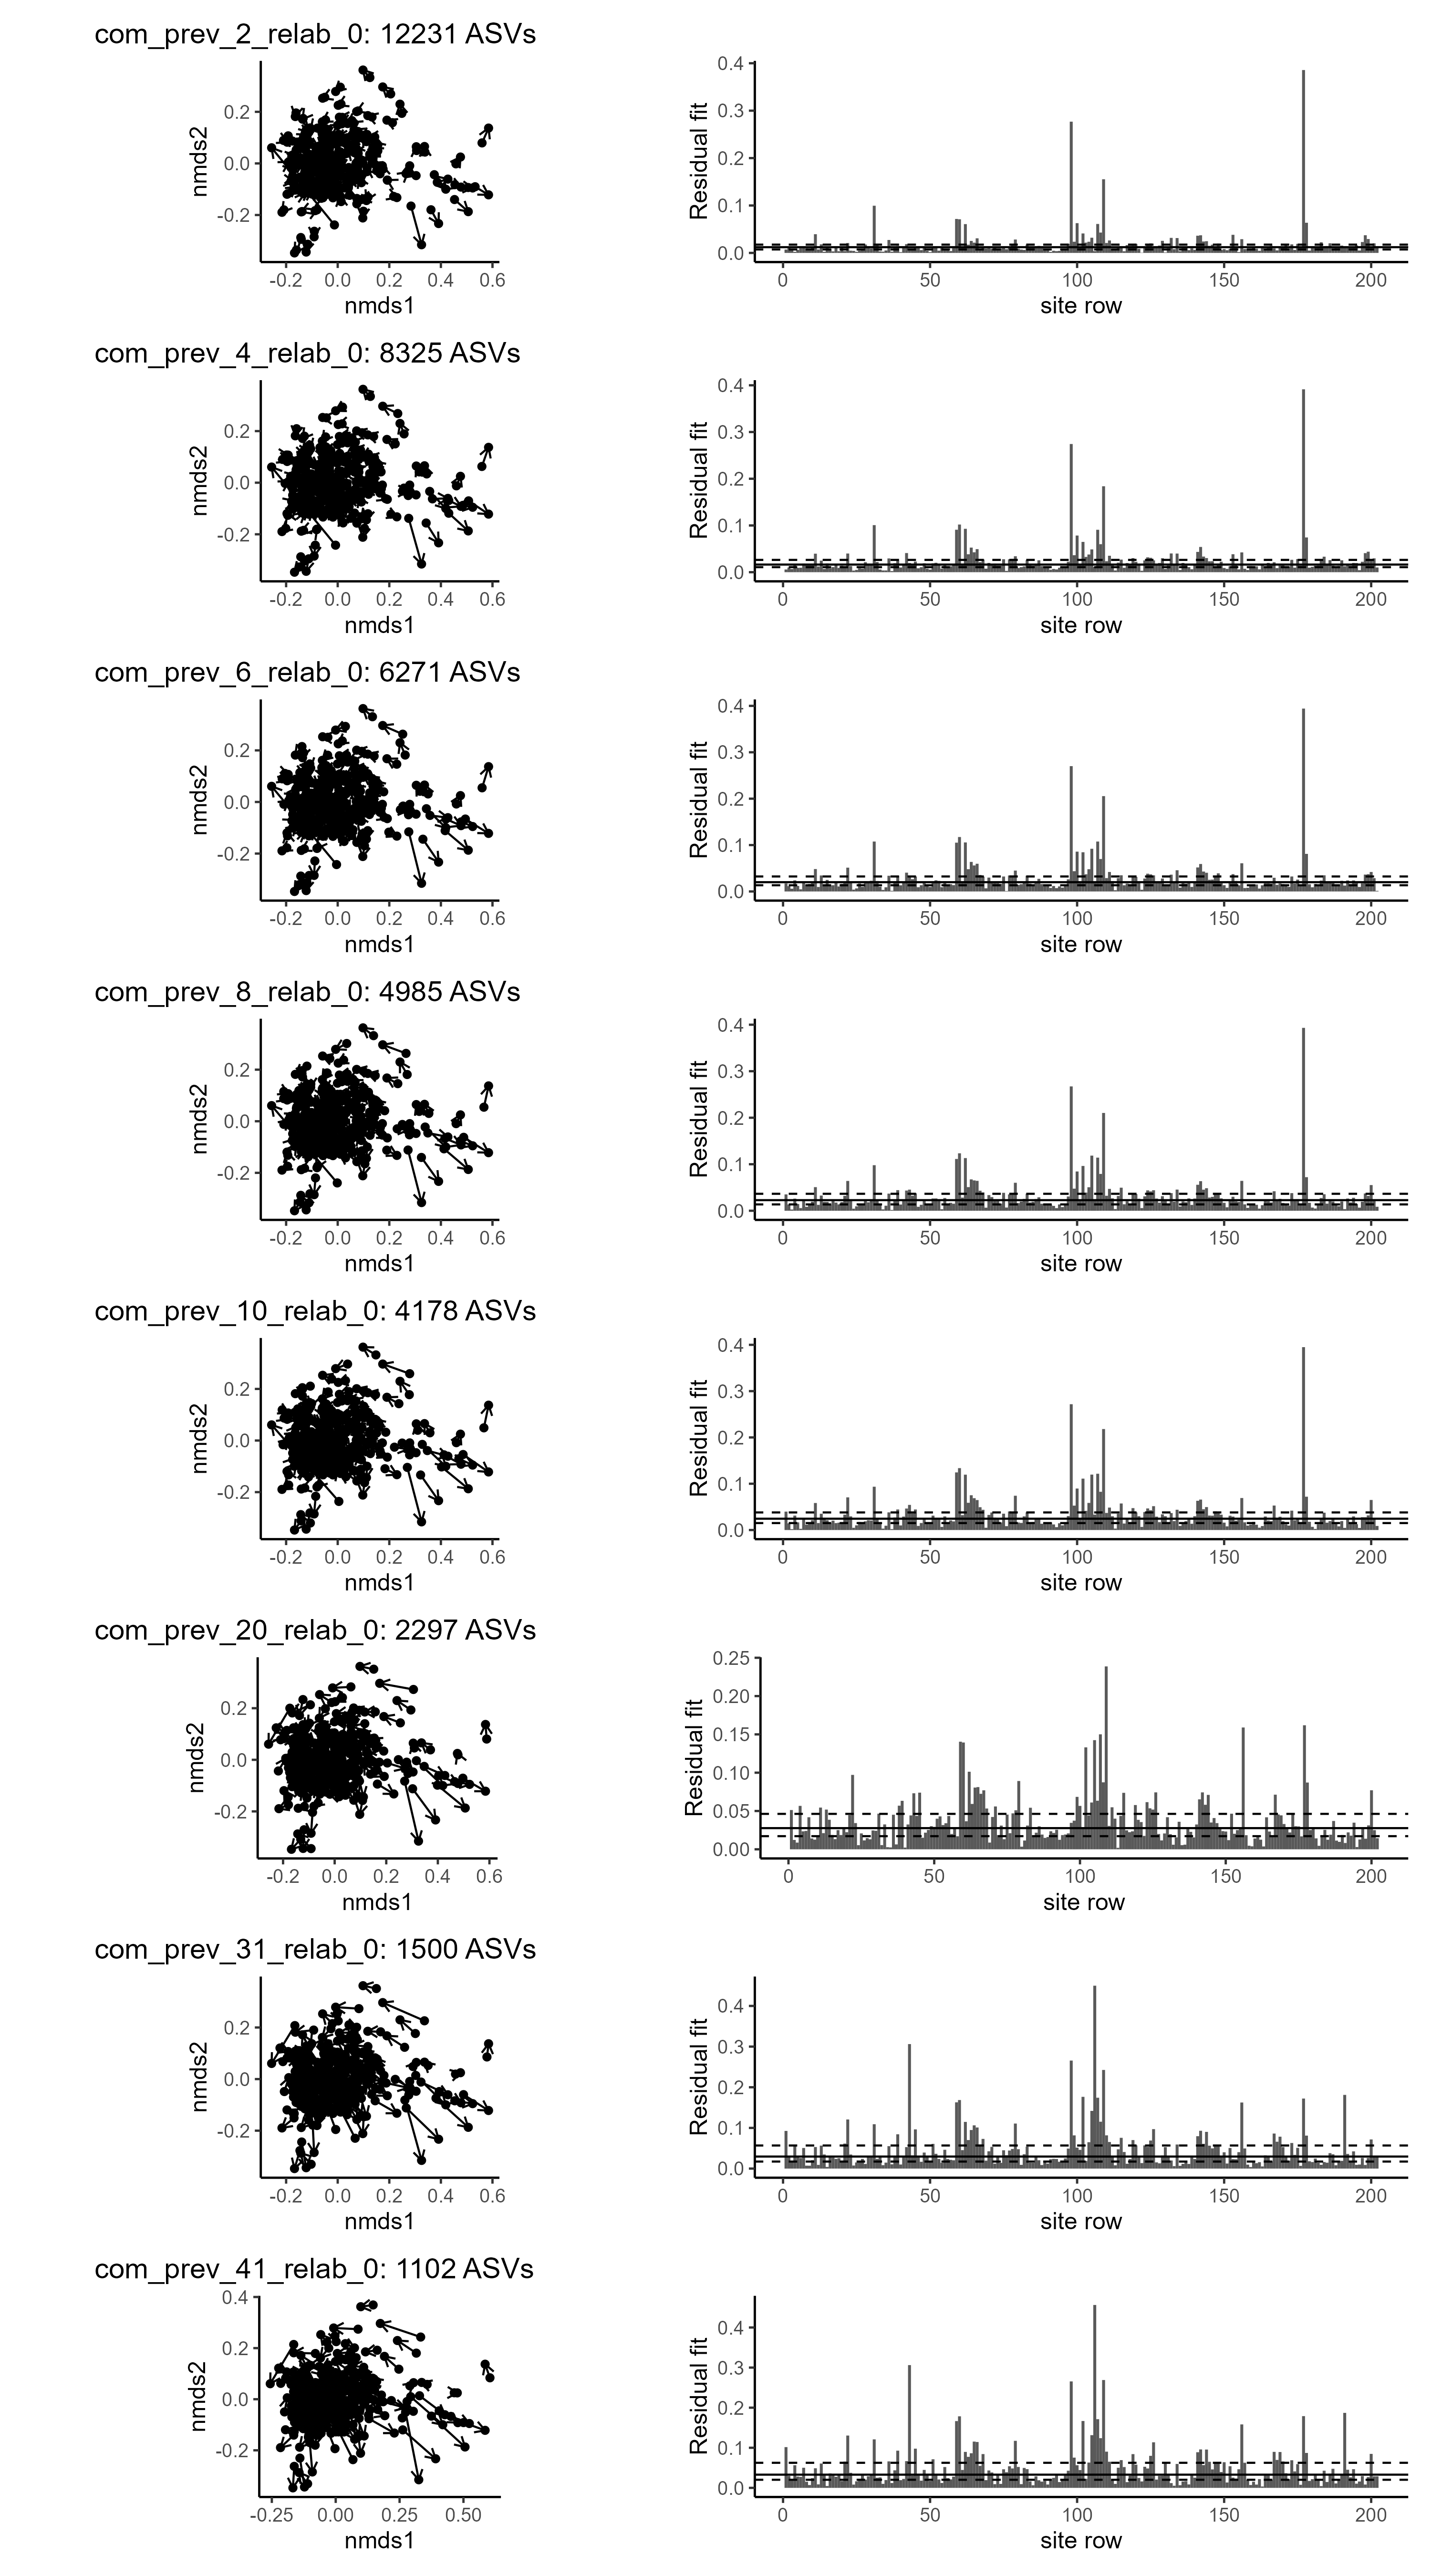 com_prev_2_relab_0: 12231 ASVs
nmds2
0.2
0.0
-0.2
-0.2 0.0 0.2 0.4 0.6
nmds1
Residual fit
0.4
0.3
0.2
0.1
0.0
0 50 100 150 200
site row
com_prev_4_relab_0: 8325 ASVs
nmds2
0.2
0.0
-0.2
-0.2 0.0 0.2 0.4 0.6
nmds1
Residual fit
0.4
0.3
0.2
0.1
0.0
0 50 100 150 200
site row
com_prev_6_relab_0: 6271 ASVs
nmds2
0.2
0.0
-0.2
-0.2 0.0 0.2 0.4 0.6
nmds1
Residual fit
0.4
0.3
0.2
0.1
0.0
0 50 100 150 200
site row
com_prev_8_relab_0: 4985 ASVs
nmds2
0.2
0.0
-0.2
-0.2 0.0 0.2 0.4 0.6
nmds1
Residual fit
0.4
0.3
0.2
0.1
0.0
0 50 100 150 200
site row
com_prev_10_relab_0: 4178 ASVs
nmds2
0.2
0.0
-0.2
-0.2 0.0 0.2 0.4 0.6
nmds1
Residual fit
0.4
0.3
0.2
0.1
0.0
0 50 100 150 200
site row
com_prev_20_relab_0: 2297 ASVs
nmds2
0.2
0.0
-0.2
-0.2 0.0 0.2 0.4 0.6
nmds1
Residual fit
0.25
0.20
0.15
0.10
0.05
0.00
0 50 100 150 200
site row
com_prev_31_relab_0: 1500 ASVs
nmds2
0.2
0.0
-0.2
-0.2 0.0 0.2 0.4 0.6
nmds1
Residual fit
0.4
0.3
0.2
0.1
0.0
0 50 100 150 200
site row
com_prev_41_relab_0: 1102 ASVs
nmds2
0.4
0.2
0.0
-0.2
-0.25 0.00 0.25 0.50
nmds1
Residual fit
0.4
0.3
0.2
0.1
0.0
0 50 100 150 200
site row